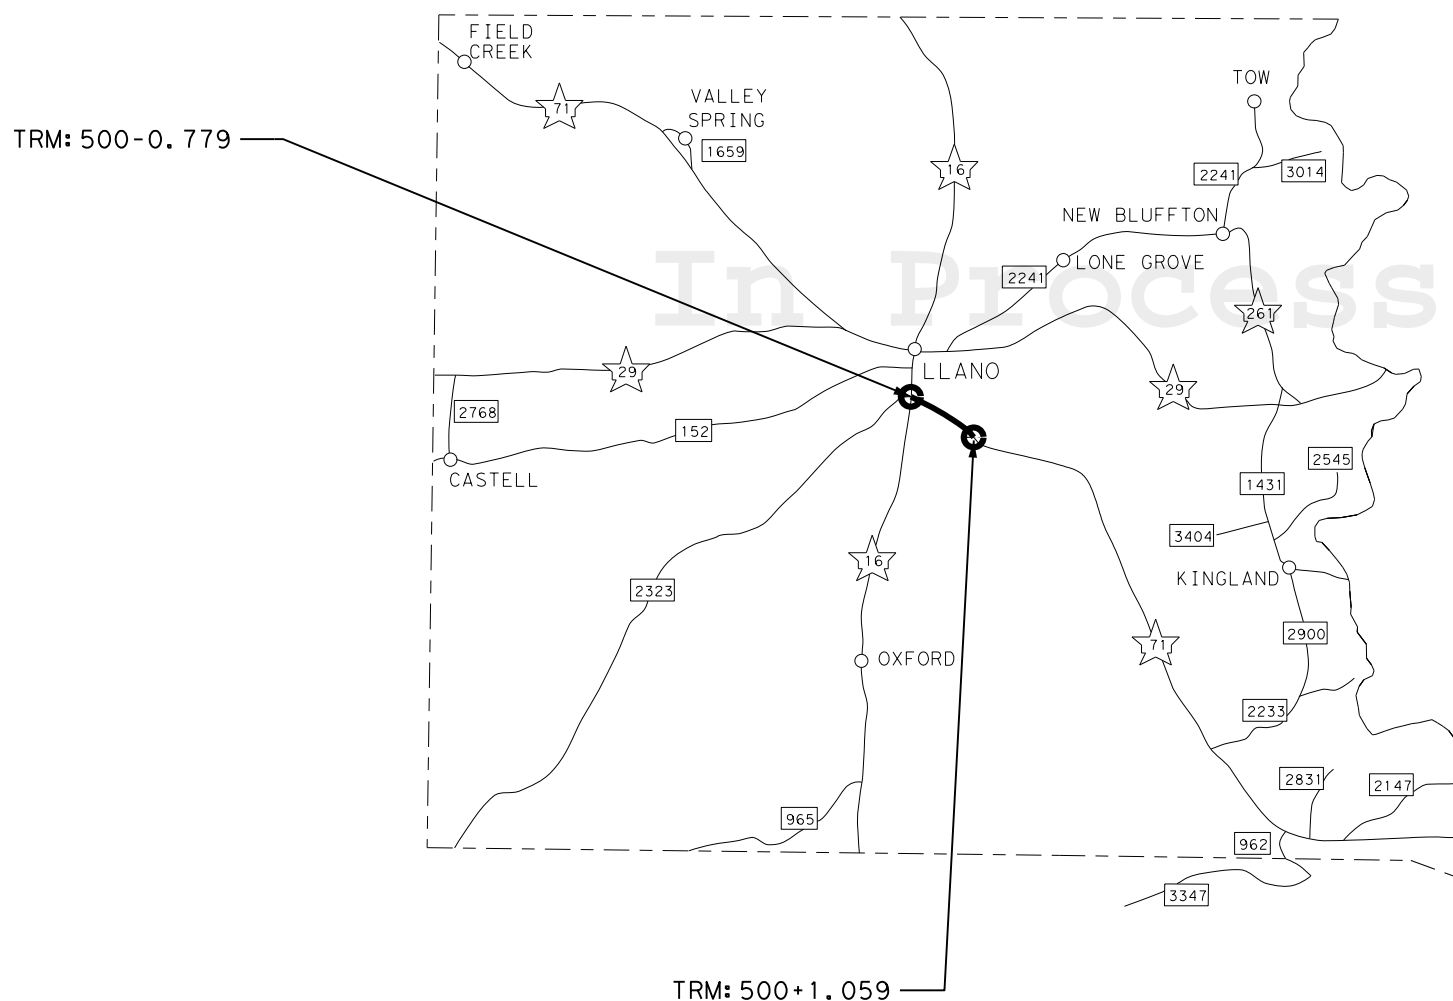 FIELD
CREEK
TOW
71
VALLEY
SPRING
TRM: 500-0.779
1659
16
2241
3014
NEW BLUFFTON
LONE GROVE
2241
In Process
261
LLANO
29
29
2768
152
2545
CASTELL
1431
3404
16
KINGLAND
2323
2900
71
OXFORD
2233
2831
2147
965
962
3347
TRM: 500+1.059